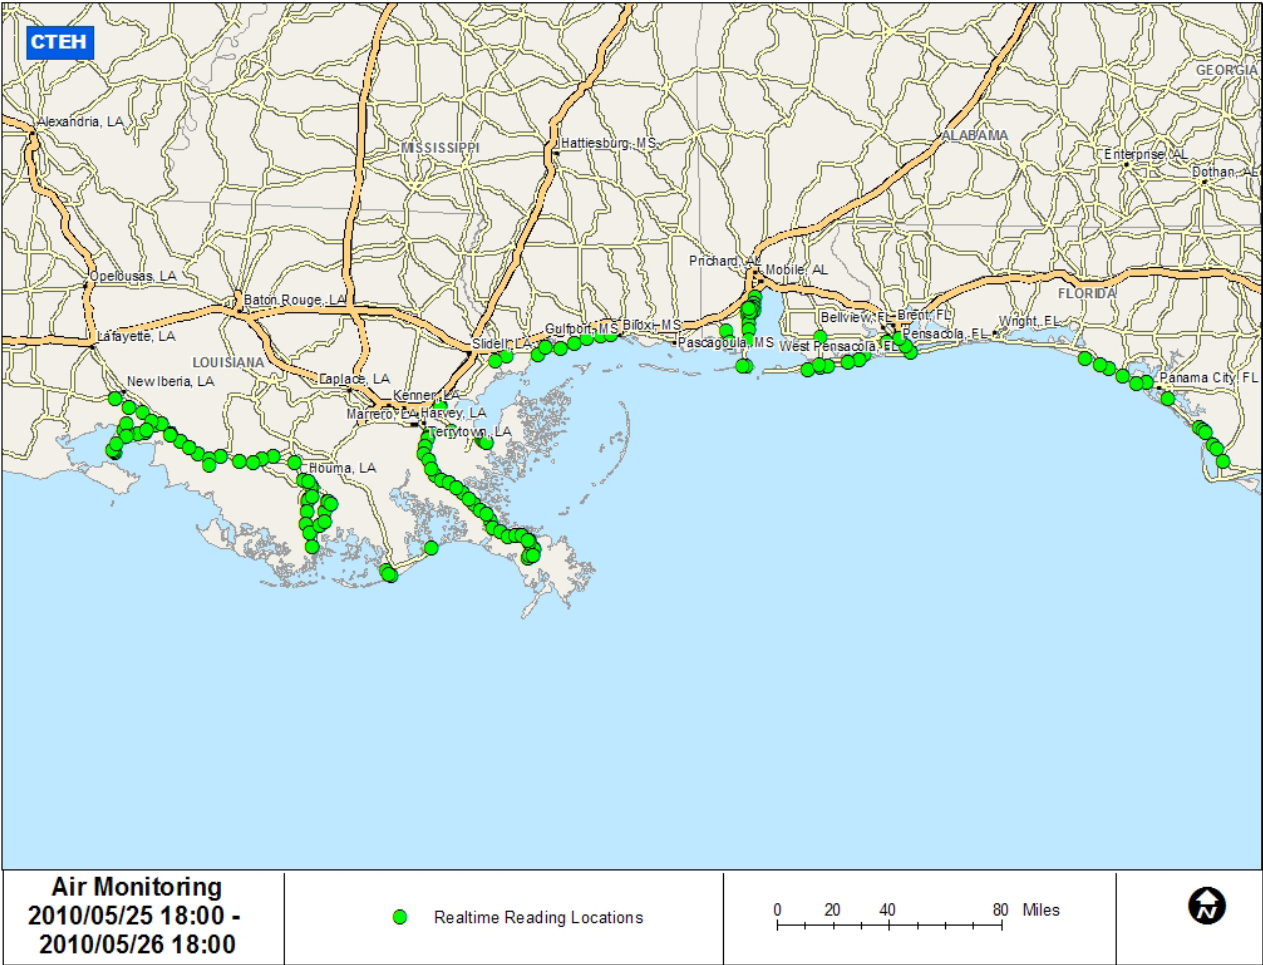 CTEH
GEORGIA
Alexandria, LA
ALABAMA
Hattiesburg, MS
MISSISSIPPI
Enterprise, AL
Dothan, AL
Prichard, AL
Mobile, AL
Opelousas, LA
FLORIDA
Baton Rouge, LA
Bellview, FL
Brent, FL
Wright, FL
Gulfport, MS
Biloxi, MS
Lafayette, LA
Pensacola, FL
Slidell, LA
Pascagoula, MS
West Pensacola, FL
LOUISIANA
New Iberia, LA
Laplace, LA
Panama City, FL
Kenner, LA
Marrero, LA
Harvey, LA
Terrytown, LA
Houma, LA
Air Monitoring
2010/05/25 18:00 -
2010/05/26 18:00
Realtime Reading Locations
0 20 40 80 Miles
N